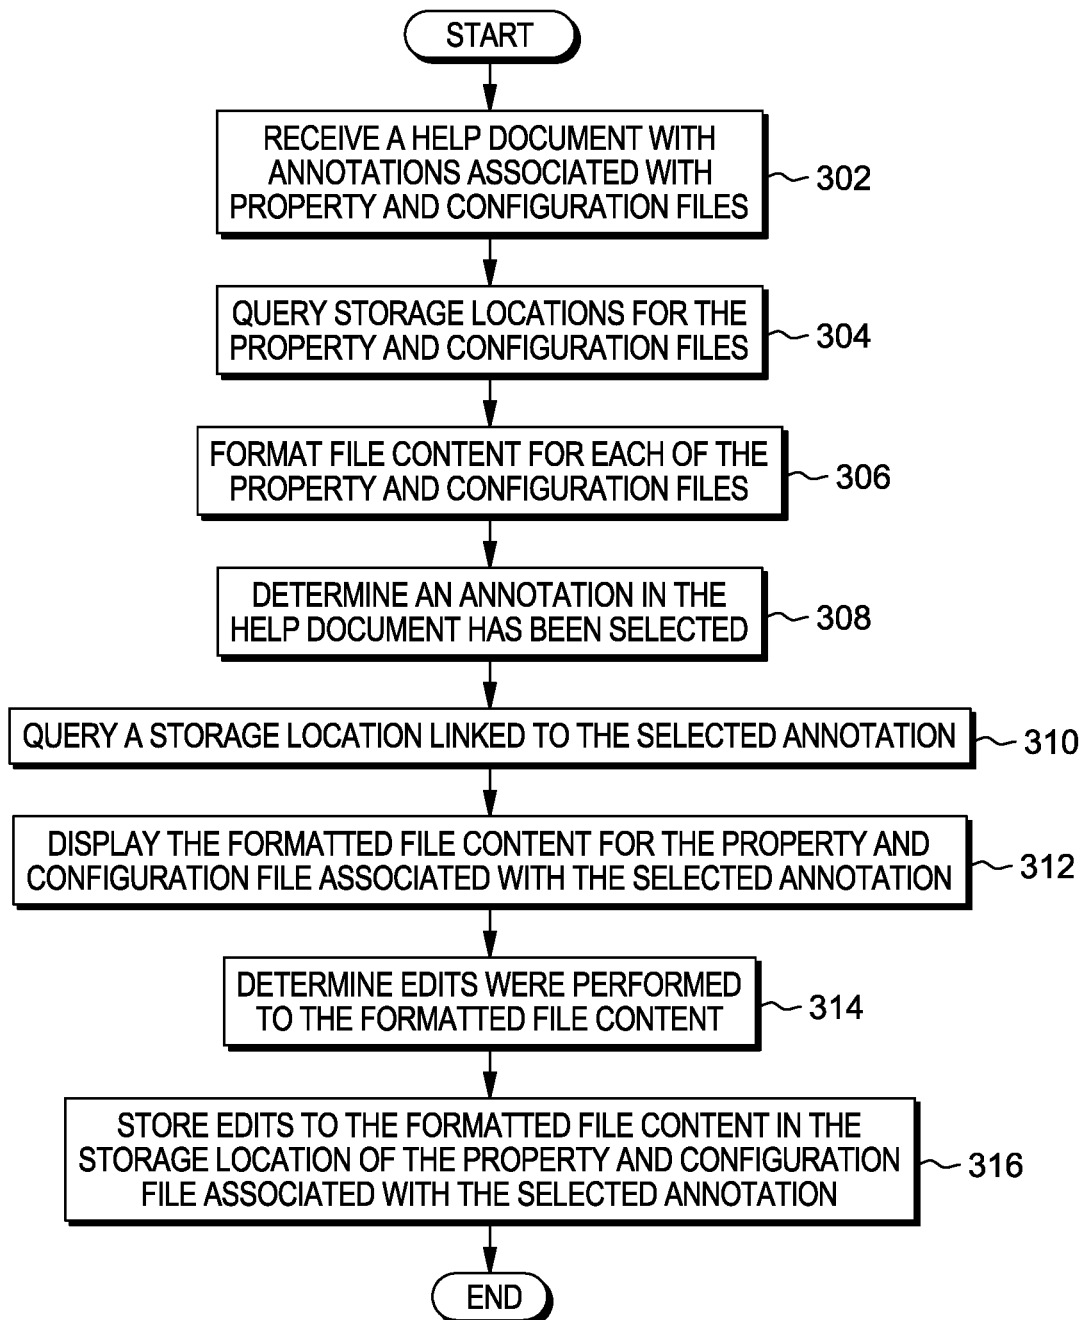 START
RECEIVE A HELP DOCUMENT WITH
ANNOTATIONS ASSOCIATED WITH
PROPERTY AND CONFIGURATION FILES
302
QUERY STORAGE LOCATIONS FOR THE
PROPERTY AND CONFIGURATION FILES
304
FORMAT FILE CONTENT FOR EACH OF THE
PROPERTY AND CONFIGURATION FILES
306
DETERMINE AN ANNOTATION IN THE
HELP DOCUMENT HAS BEEN SELECTED
308
QUERY A STORAGE LOCATION LINKED TO THE SELECTED ANNOTATION
310
DISPLAY THE FORMATTED FILE CONTENT FOR THE PROPERTY AND
CONFIGURATION FILE ASSOCIATED WITH THE SELECTED ANNOTATION
312
DETERMINE EDITS WERE PERFORMED
TO THE FORMATTED FILE CONTENT
314
STORE EDITS TO THE FORMATTED FILE CONTENT IN THE
STORAGE LOCATION OF THE PROPERTY AND CONFIGURATION
FILE ASSOCIATED WITH THE SELECTED ANNOTATION
316
END